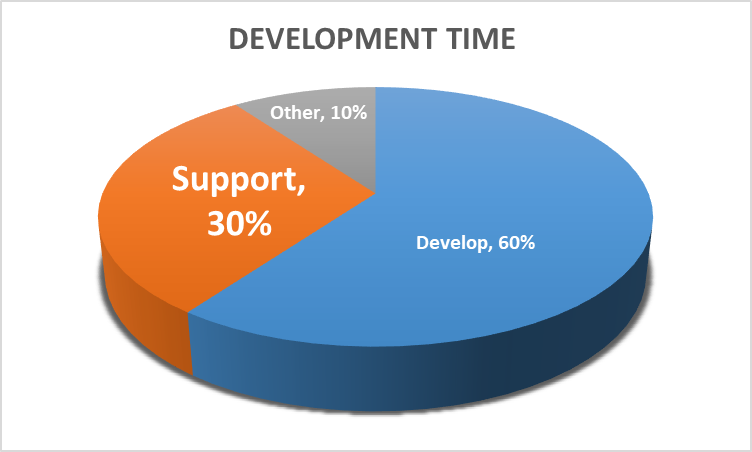 DEVELOPMENT TIME
Other, 10%
Support,
30%
Develop, 60%